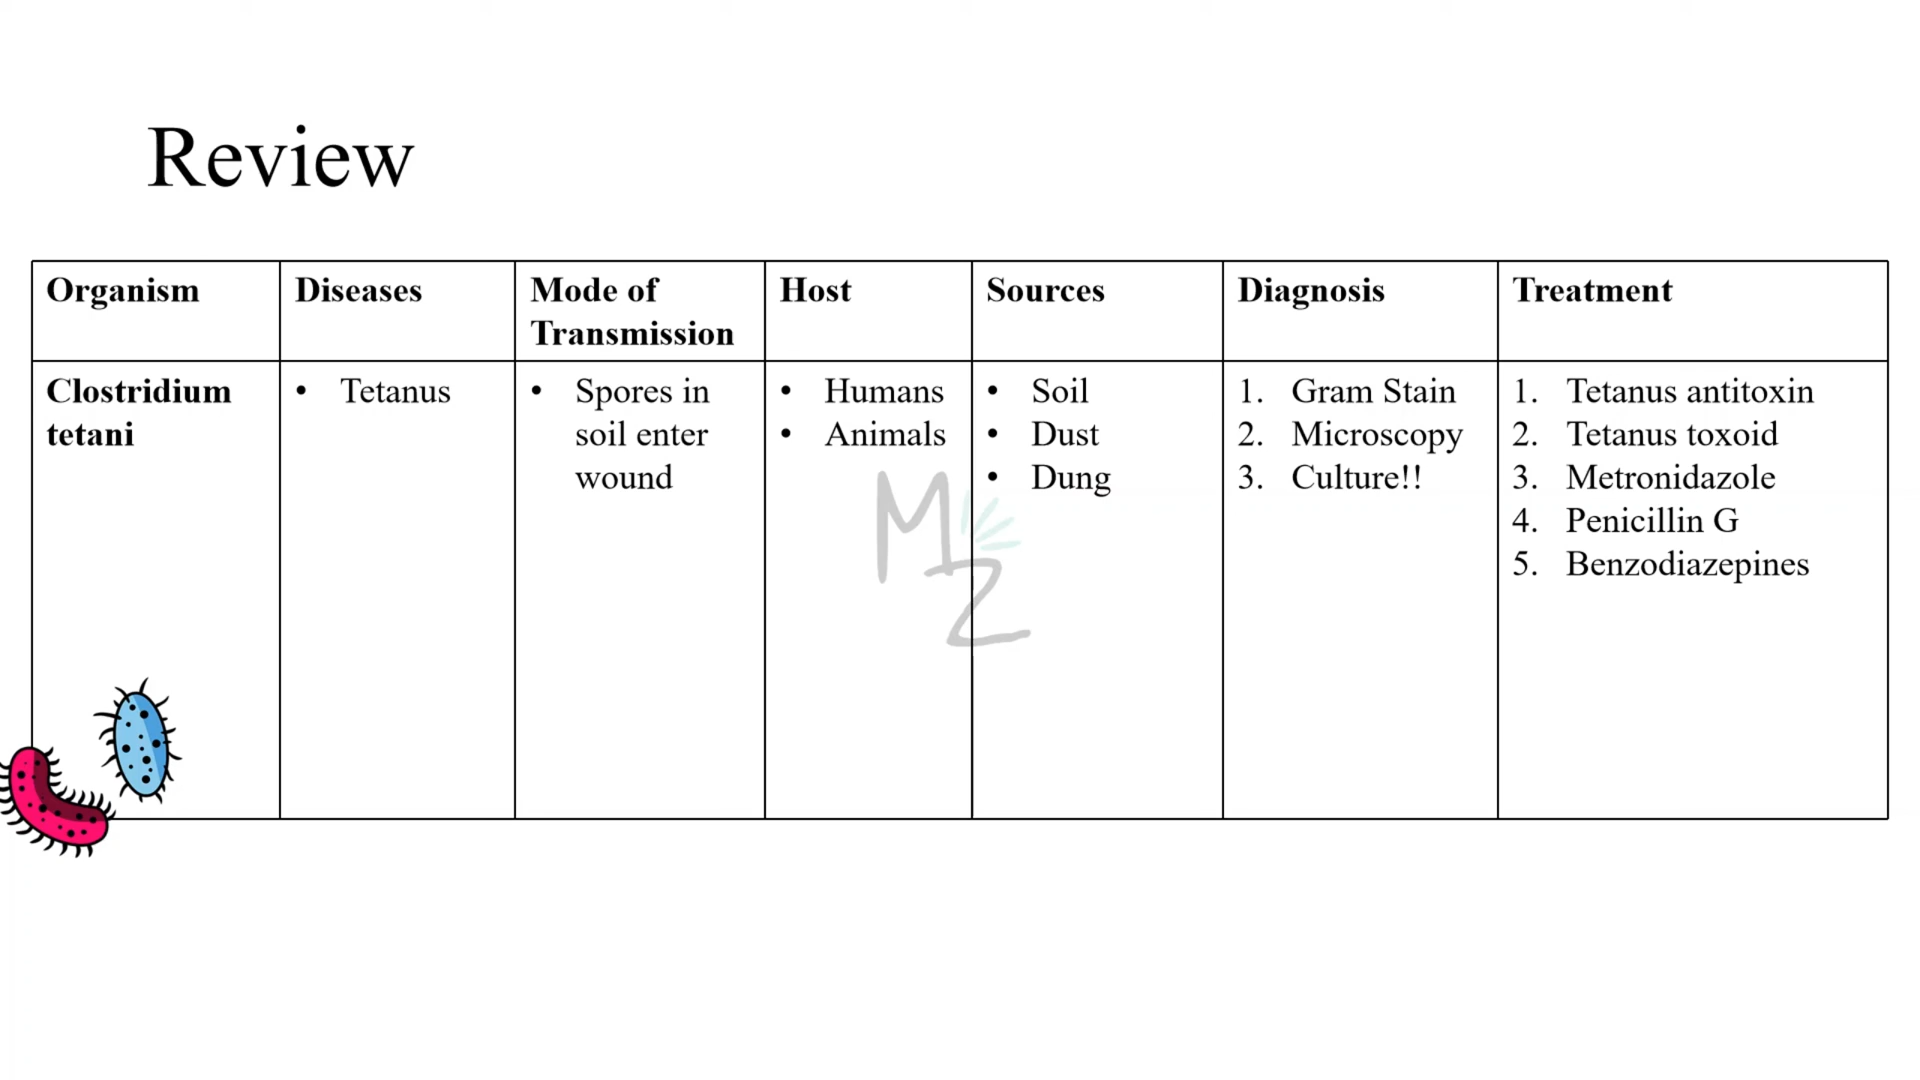 Review
Organism
Diseases
Mode of
Transmission
Host
Sources
Diagnosis
Treatment
Clostridium
tetani
• Tetanus
• Spores in
soil enter
wound
• Humans
• Animals
• Soil
• Dust
• Dung
1. Gram Stain
2. Microscopy
3. Culture!!
1. Tetanus antitoxin
2. Tetanus toxoid
3. Metronidazole
4. Penicillin G
5. Benzodiazepines
MZ